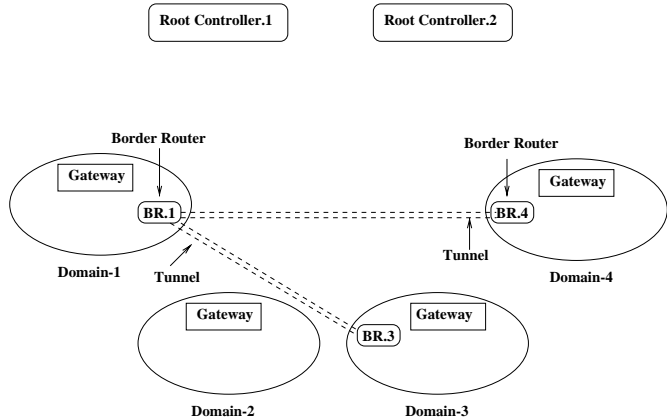 Root Controller.1
Root Controller.2
Border Router
Border Router
Gateway
Gateway
BR.1
BR.4
Tunnel
Tunnel
Domain-1
Domain-4
Gateway
Gateway
BR.3
Domain-2
Domain-3